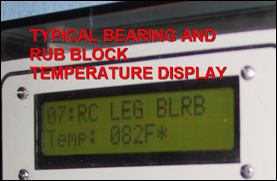 TYPICAL BEARING AND
RUB BLOCK
TEMPERATURE DISPLAY
07:RC LEG BLRB
Temp: 082F*